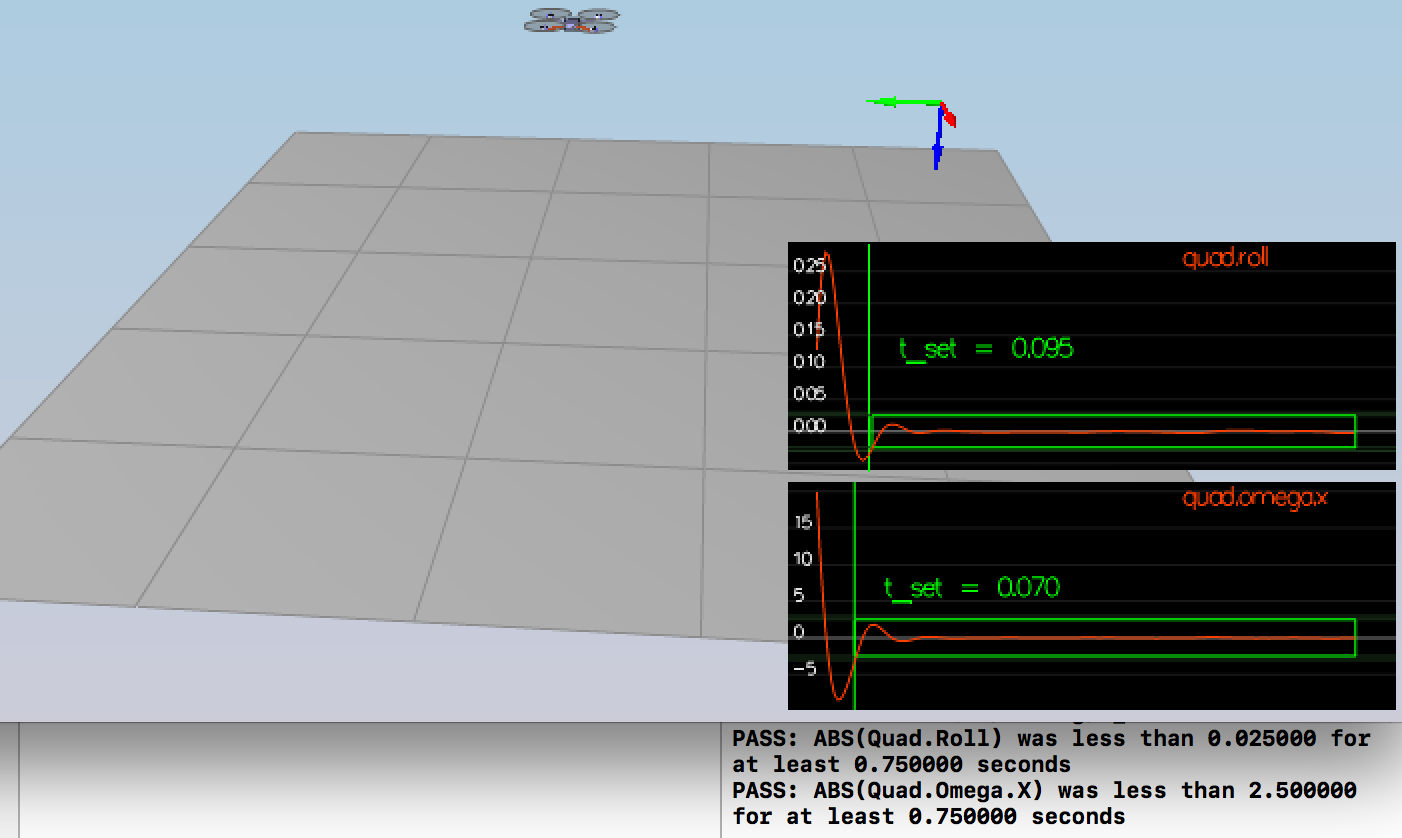 quad.roll
0.25
0.20
0.15
t_set = 0.095
0.10
0.05
0.00
quad.omega.x
15
10
t_set = 0.070
5
0
-5
PASS: ABS(Quad.Roll) was less than 0.025000 for
at least 0.750000 seconds
PASS: ABS(Quad.Omega.X) was less than 2.500000
for at least 0.750000 seconds